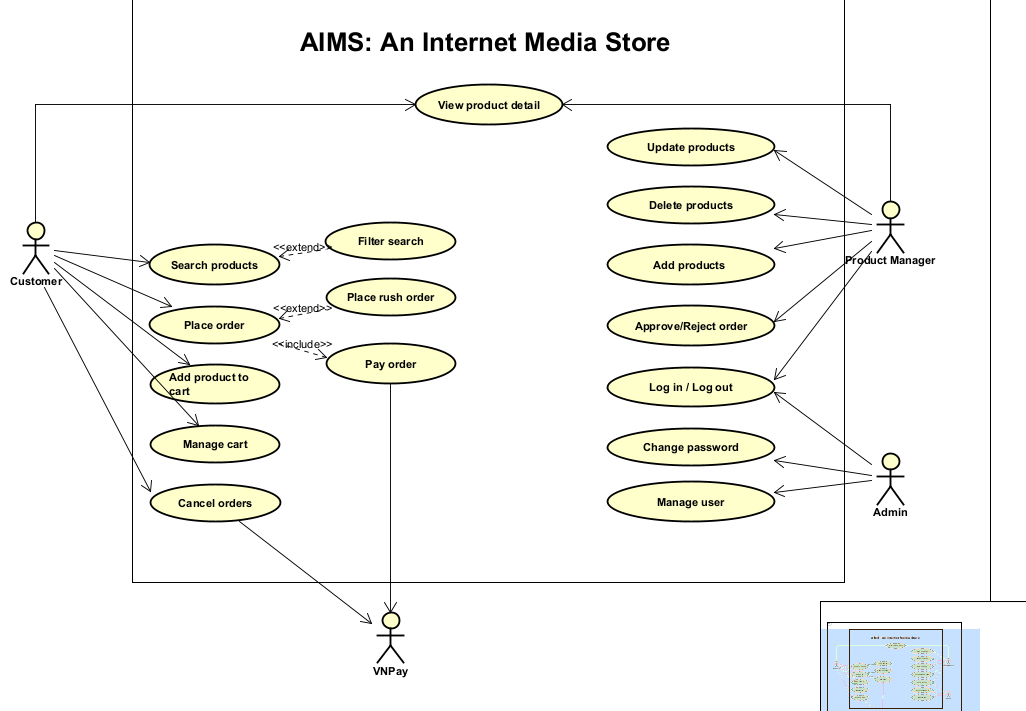 AIMS: An Internet Media Store
View product detail
Update products
Delete products
Add products
Product Manager
Approve/Reject order
Log in / Log out
Change password
Manage user
Admin
Customer
Search products
<<extend>>
Filter search
Place order
<<extend>>
Place rush order
<<include>>
Pay order
Add product to
cart
Manage cart
Cancel orders
VNPay